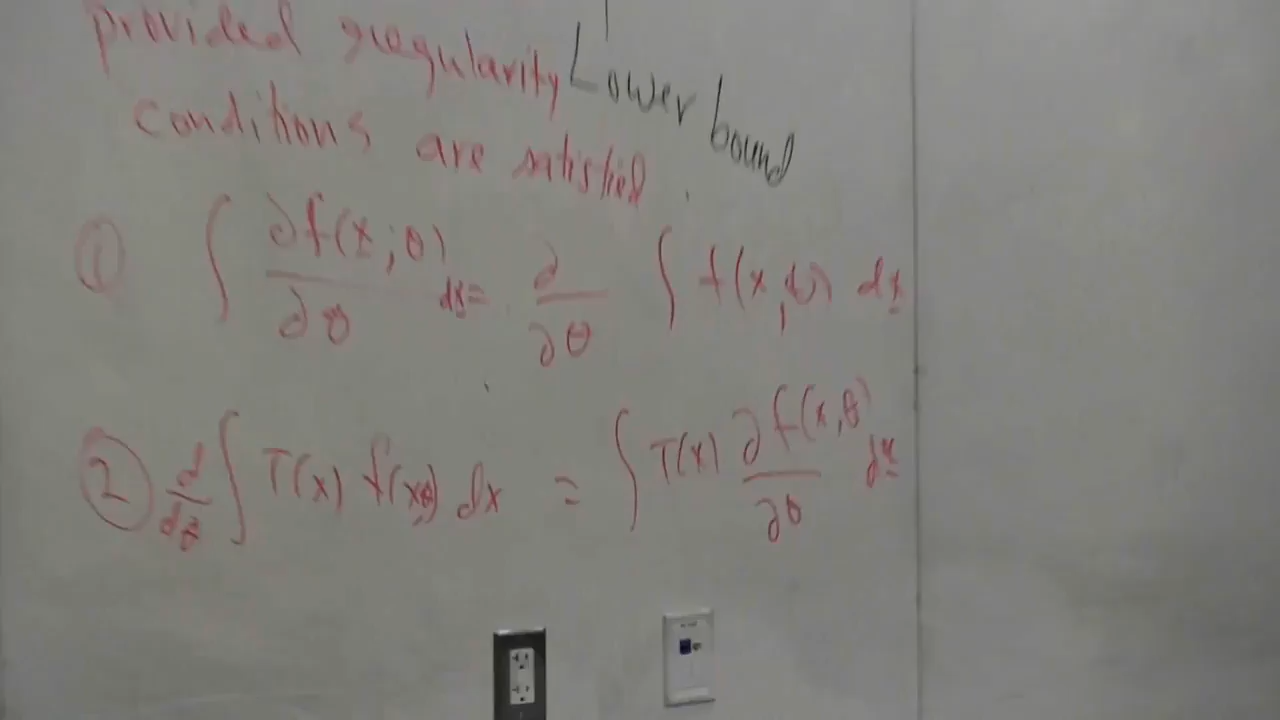 provided regularity Lower bound
conditions are satisfied.
① ∫ ∂f(x;θ)/∂θ dx = ∂/∂θ ∫ f(x,θ) dx
② d/dθ ∫ T(x) f(x,θ) dx = ∫ T(x) ∂f(x,θ)/∂θ dx